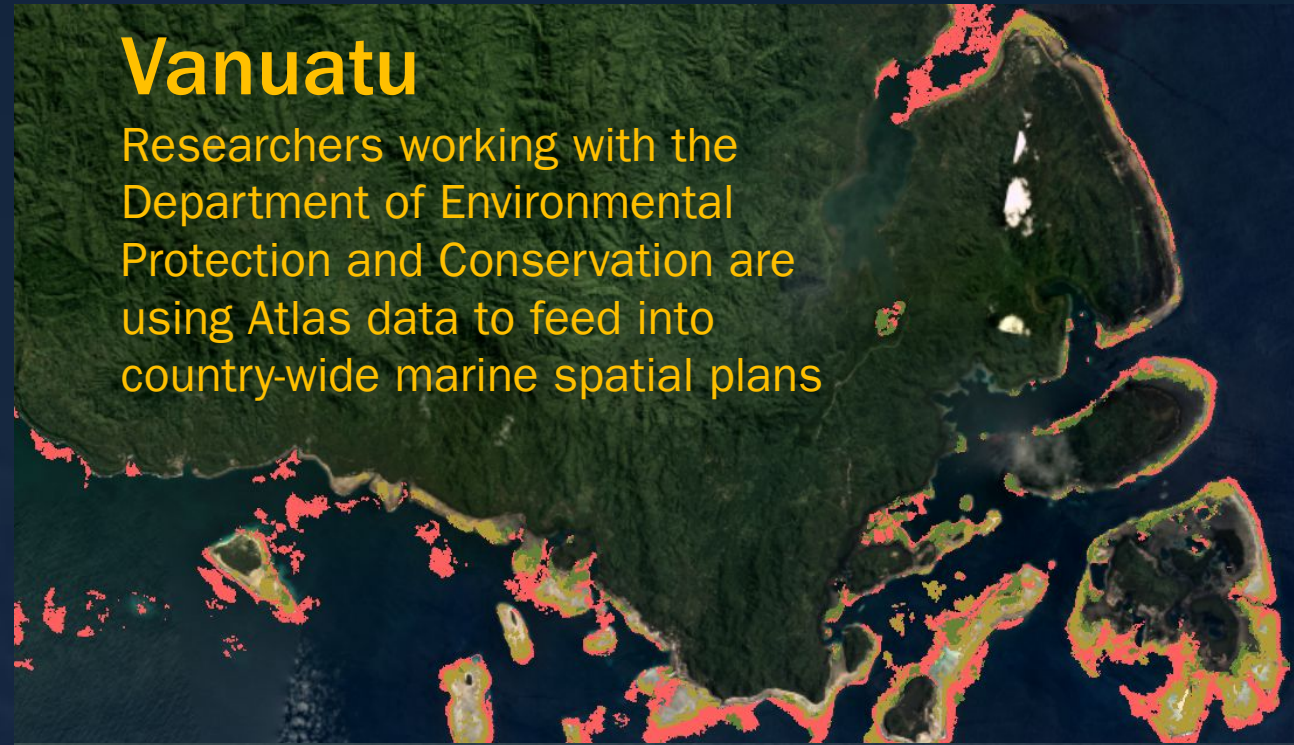 Vanuatu
Researchers working with the
Department of Environmental
Protection and Conservation are
using Atlas data to feed into
country-wide marine spatial plans